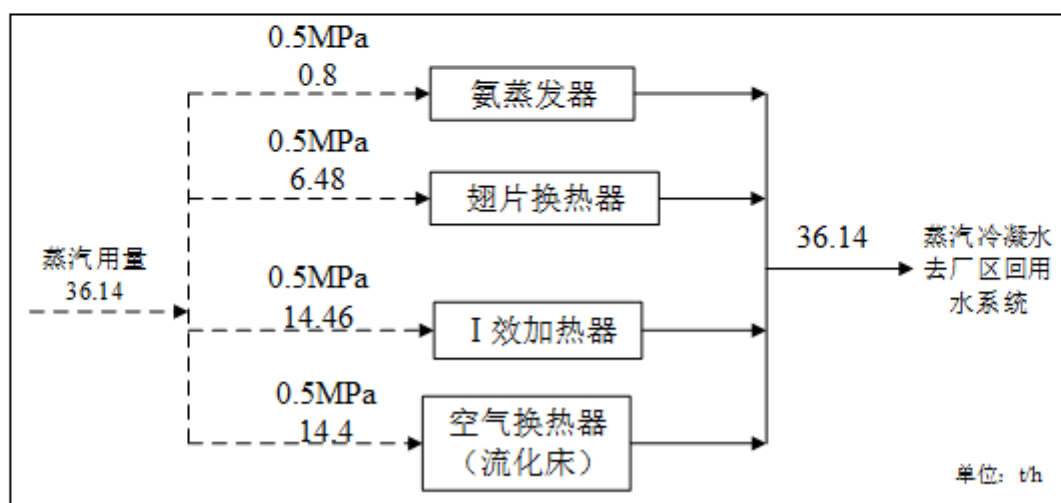 0.5MPa
0.8
氨蒸发器
0.5MPa
6.48
翅片换热器
蒸汽用量
36.14
0.5MPa
14.46
Ⅰ效加热器
0.5MPa
14.4
空气换热器
（流化床）
36.14
蒸汽冷凝水
去厂区回用
水系统
单位：t/h